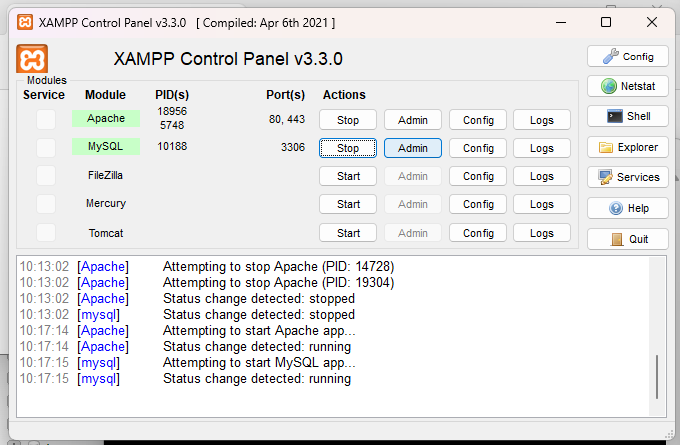 XAMPP Control Panel v3.3.0 [ Compiled: Apr 6th 2021 ]
XAMPP Control Panel v3.3.0
Config
Modules
Service Module PID(s) Port(s) Actions
Netstat
Apache 18956 5748 80, 443 Stop Admin Config Logs
Shell
MySQL 10188 3306 Stop Admin Config Logs
Explorer
FileZilla Start Admin Config Logs
Services
Mercury Start Admin Config Logs
Help
Tomcat Start Admin Config Logs
Quit
10:13:02 [Apache] Attempting to stop Apache (PID: 14728)
10:13:02 [Apache] Attempting to stop Apache (PID: 19304)
10:13:02 [Apache] Status change detected: stopped
10:13:02 [mysql] Status change detected: stopped
10:17:14 [Apache] Attempting to start Apache app...
10:17:14 [Apache] Status change detected: running
10:17:15 [mysql] Attempting to start MySQL app...
10:17:15 [mysql] Status change detected: running